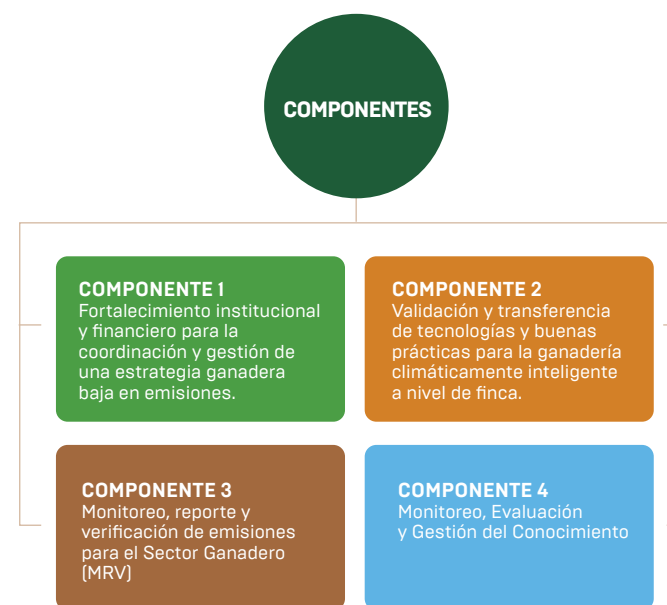 COMPONENTES
COMPONENTE 1
Fortalecimiento institucional
y financiero para la
coordinación y gestión de
una estrategia ganadera
baja en emisiones.
COMPONENTE 2
Validación y transferencia
de tecnologías y buenas
prácticas para la ganadería
climáticamente inteligente
a nivel de finca.
COMPONENTE 3
Monitoreo, reporte y
verificación de emisiones
para el Sector Ganadero
(MRV)
COMPONENTE 4
Monitoreo, Evaluación
y Gestión del Conocimiento